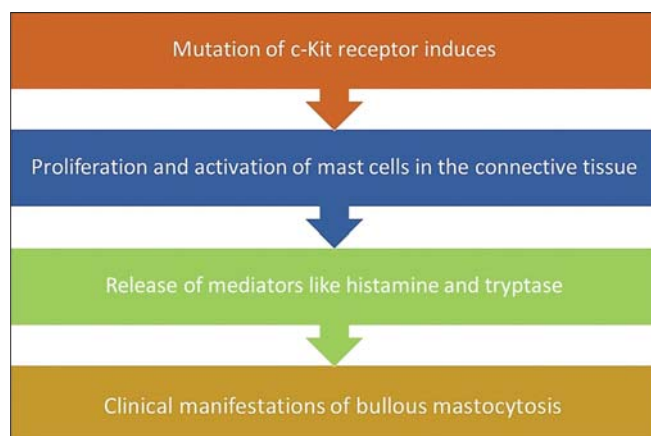 Mutation of c-Kit receptor induces
Proliferation and activation of mast cells in the connective tissue
Release of mediators like histamine and tryptase
Clinical manifestations of bullous mastocytosis